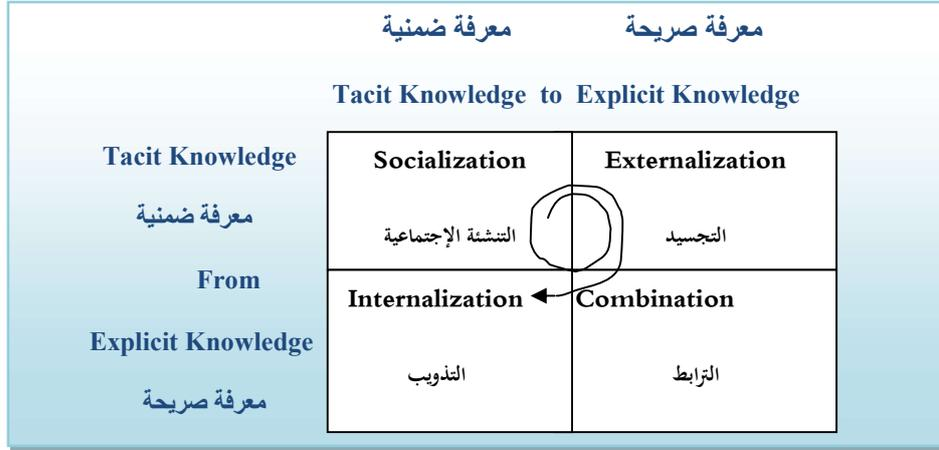 معرفة ضمنية معرفة صريحة
Tacit Knowledge to Explicit Knowledge
Tacit Knowledge
Socialization Externalization
معرفة ضمنية
التنشئة الإجتماعية التجسيد
From
Internalization Combination
Explicit Knowledge
التذويب الترابط
معرفة صريحة